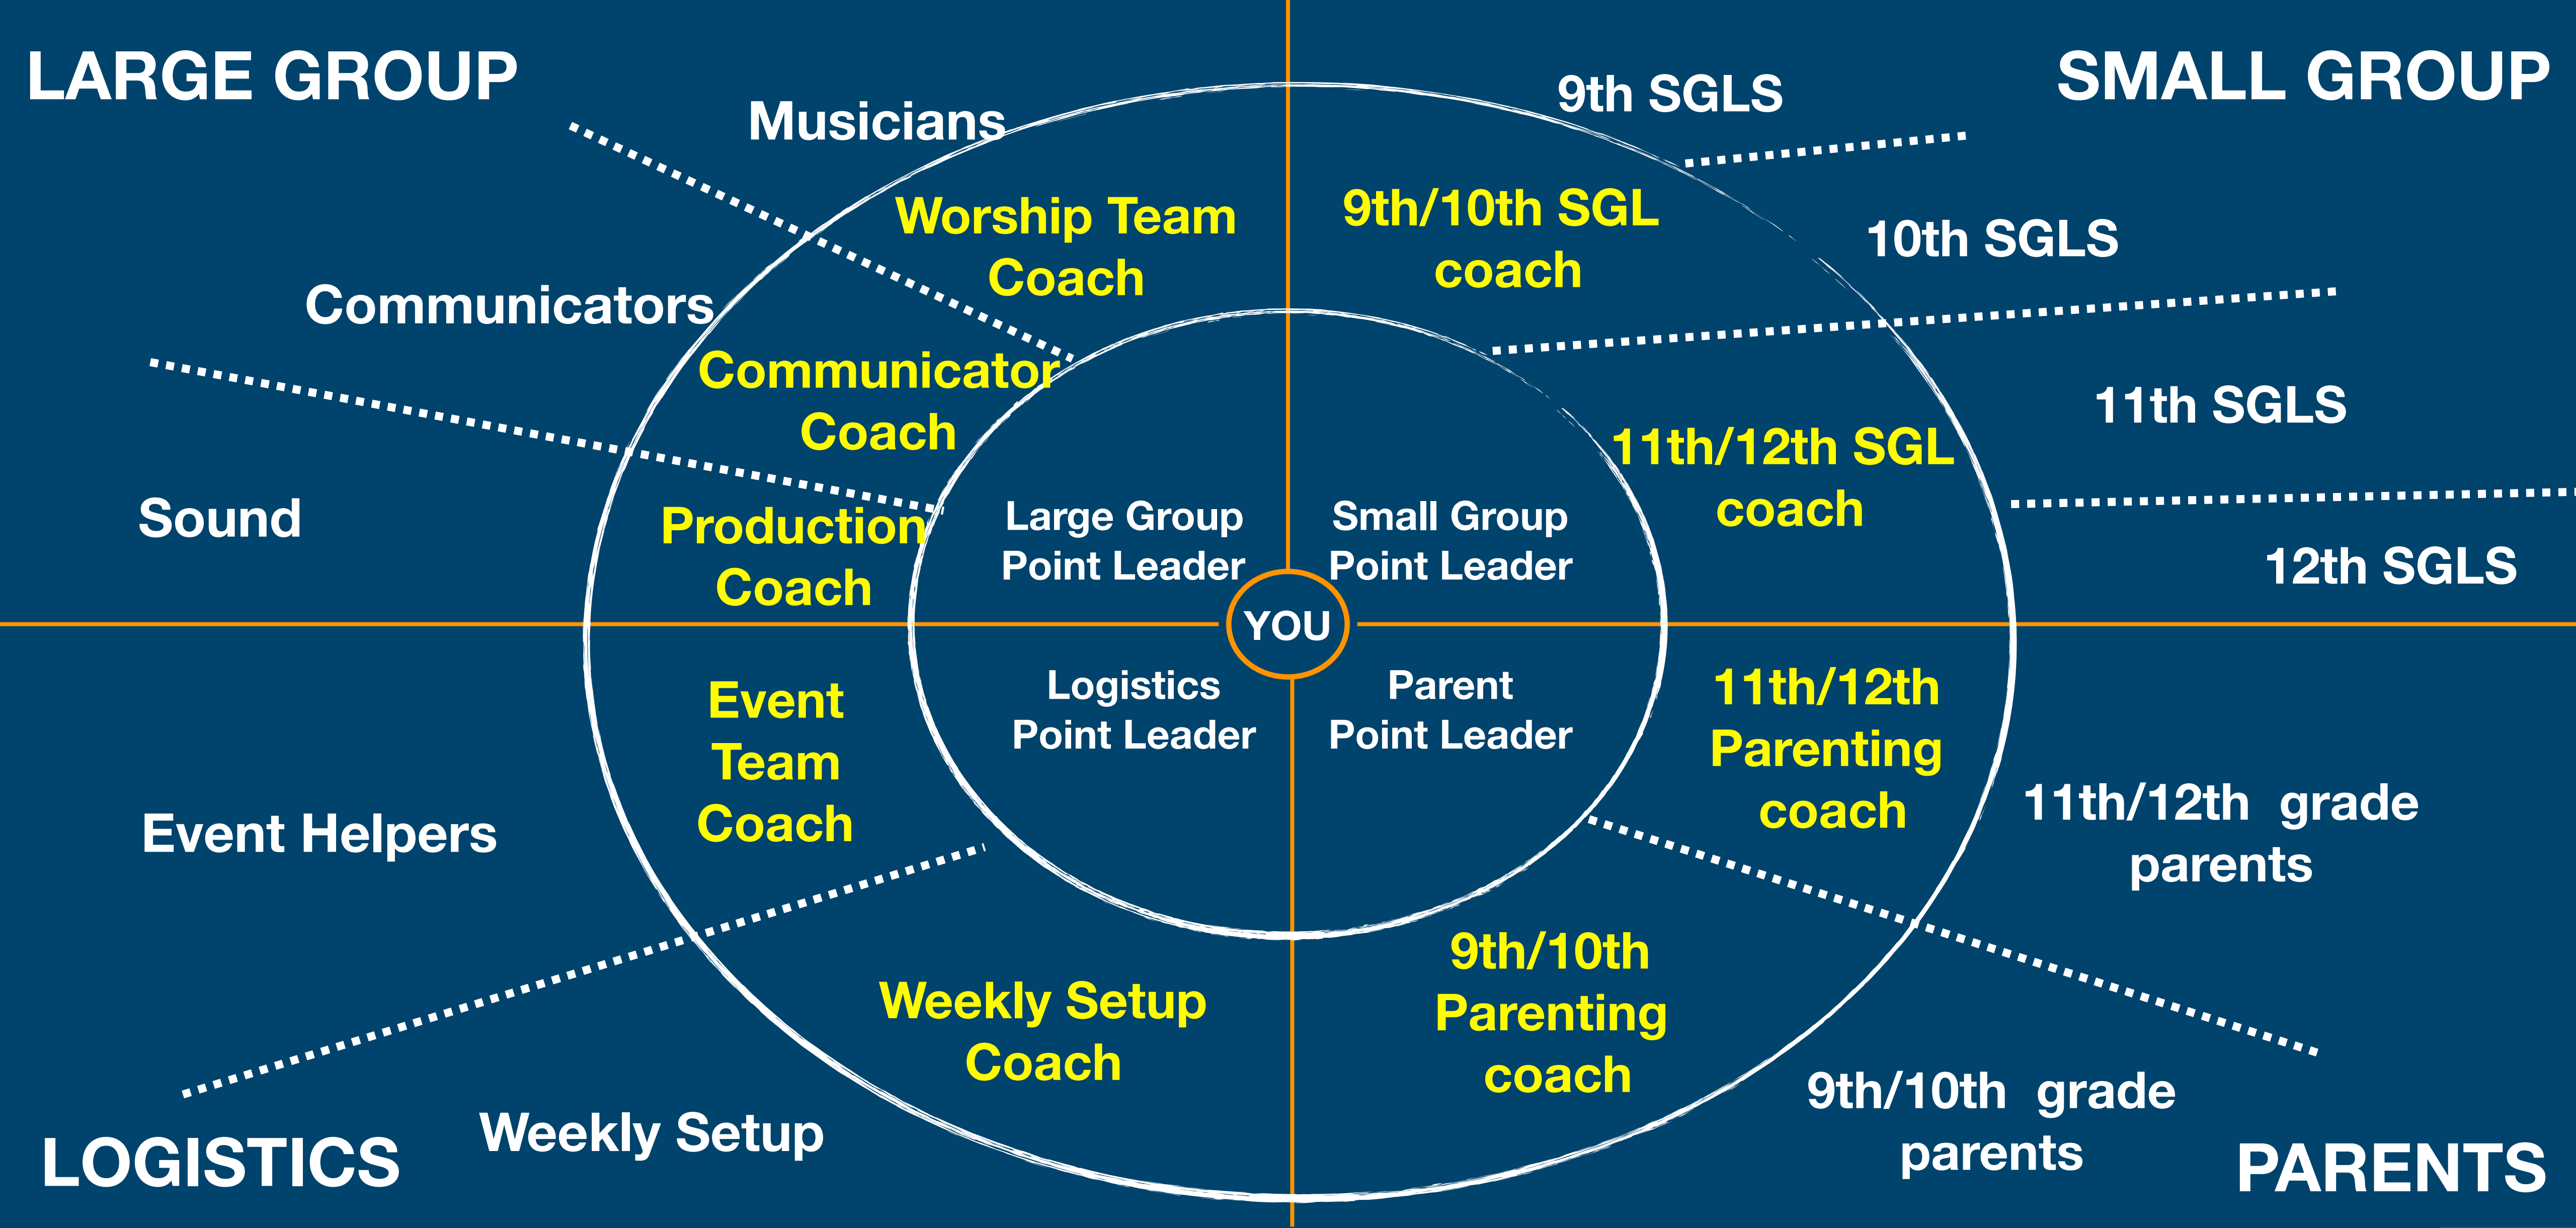 LARGE GROUP
Musicians
Worship Team
Coach
Communicators
Communicator
Coach
Sound
Production
Coach
Large Group
Point Leader
SMALL GROUP
9th SGLS
9th/10th SGL
coach
10th SGLS
11th SGLS
11th/12th SGL
coach
12th SGLS
Small Group
Point Leader
YOU
Logistics
Point Leader
Event
Team
Coach
Event Helpers
Weekly Setup
Coach
Weekly Setup
LOGISTICS
Parent
Point Leader
11th/12th
Parenting
coach
11th/12th grade
parents
9th/10th
Parenting
coach
9th/10th grade
parents
PARENTS